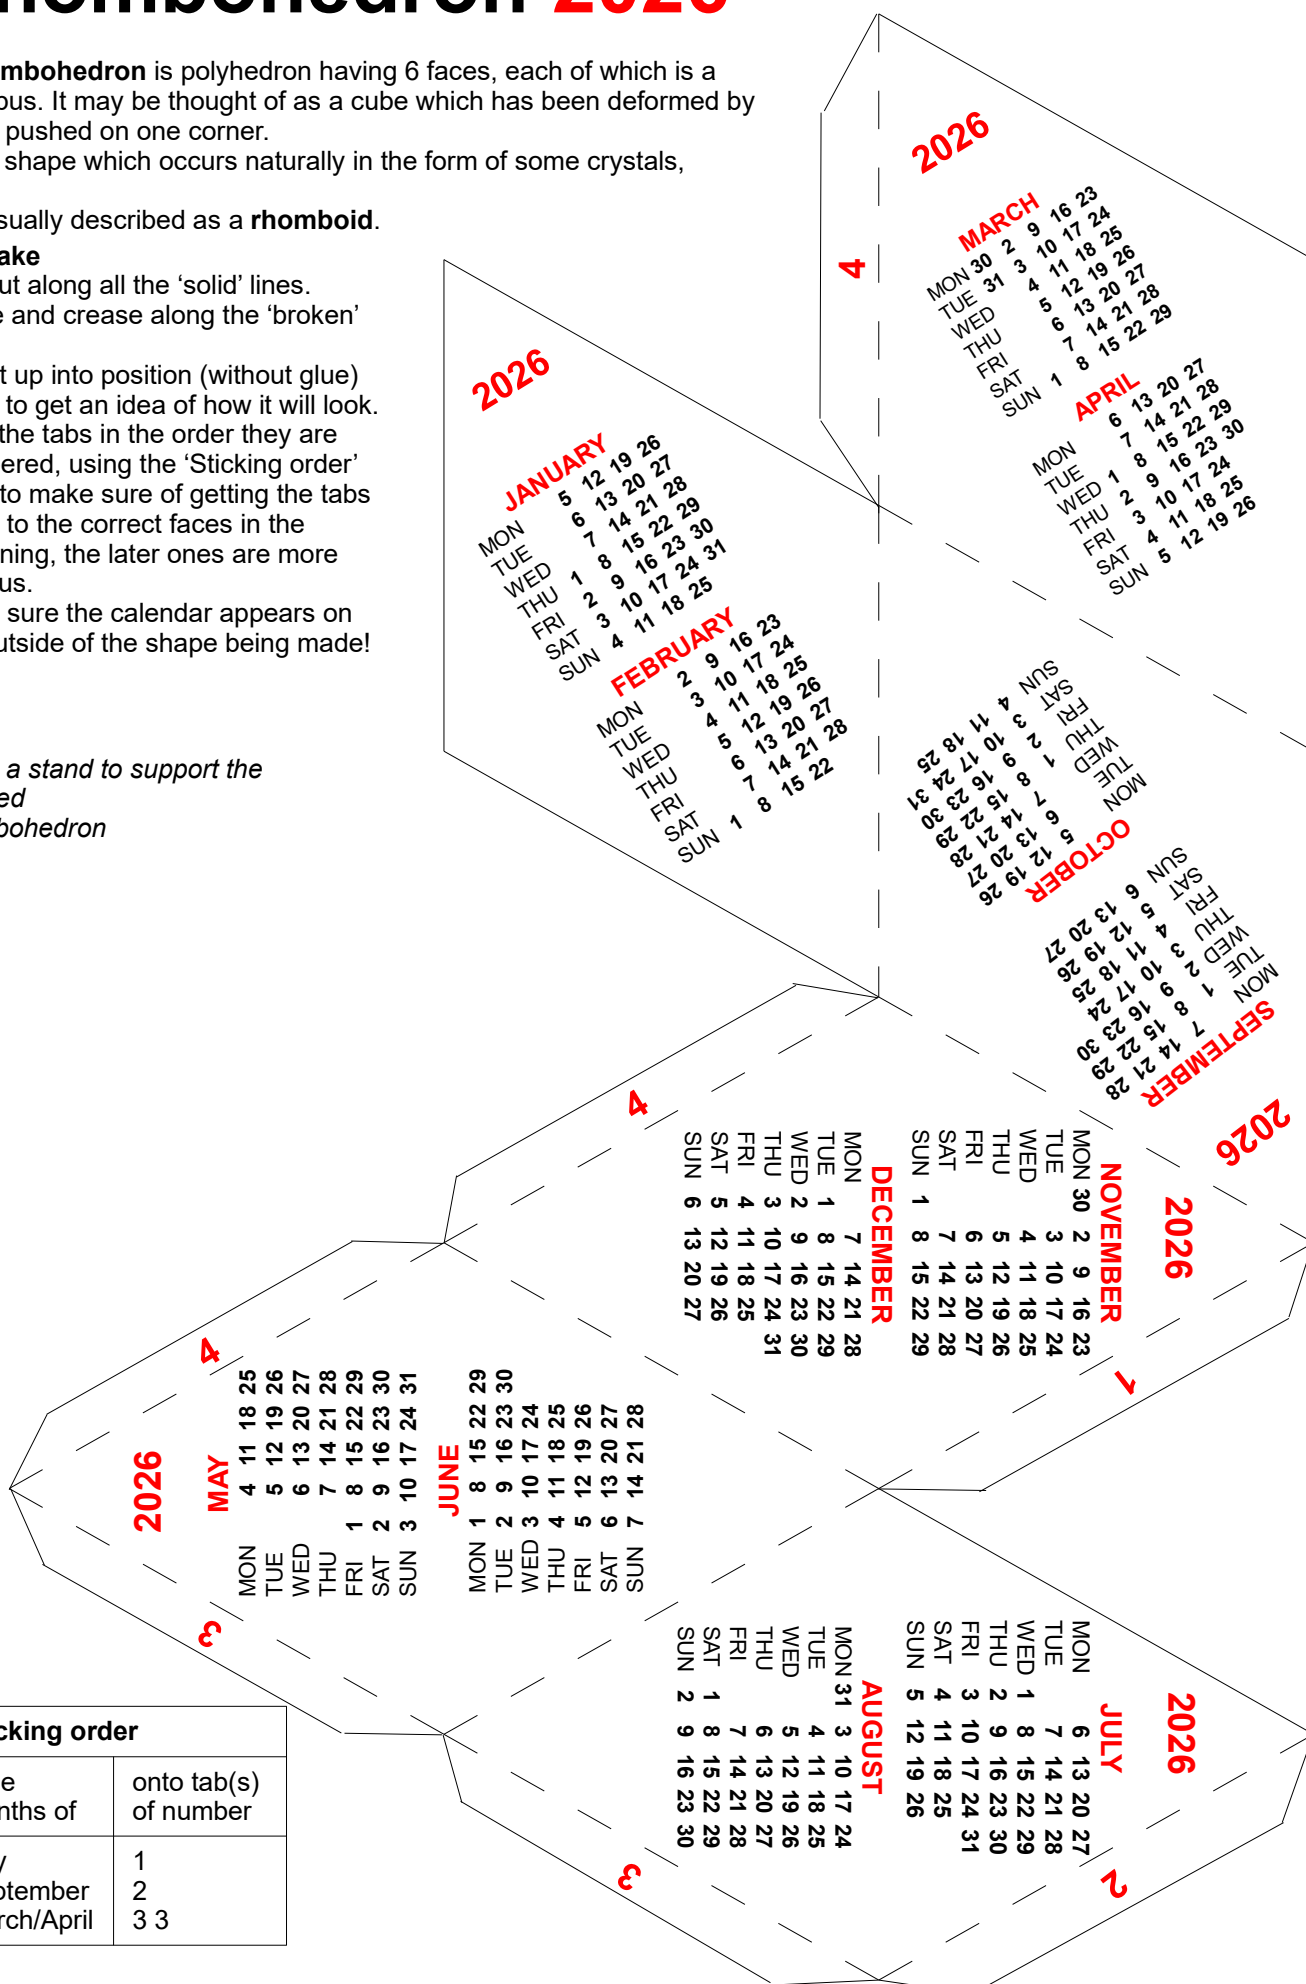 hombohedron 2026
mbohedron is polyhedron having 6 faces, each of which is a
ous. It may be thought of as a cube which has been deformed by
pushed on one corner.
shape which occurs naturally in the form of some crystals,
sually described as a rhomboid.
ake
ut along all the ‘solid’ lines.
e and crease along the ‘broken’
t up into position (without glue)
to get an idea of how it will look.
the tabs in the order they are
ered, using the ‘Sticking order’
to make sure of getting the tabs
to the correct faces in the
ning, the later ones are more
us.
sure the calendar appears on
utside of the shape being made!
a stand to support the
ed
bohedron
2026
JANUARY
MON 5 12 19 26
TUE 6 13 20 27
WED 7 14 21 28
THU 1 8 15 22 29
FRI 2 9 16 23 30
SAT 3 10 17 24 31
SUN 4 11 18 25
FEBRUARY
MON 2 9 16 23
TUE 3 10 17 24
WED 4 11 18 25
THU 5 12 19 26
FRI 6 13 20 27
SAT 7 14 21 28
SUN 1 8 15 22
4
2026
MARCH
MON 30 2 9 16 23
TUE 31 3 10 17 24
WED 4 11 18 25
THU 5 12 19 26
FRI 6 13 20 27
SAT 7 14 21 28
SUN 1 8 15 22 29
APRIL
MON 6 13 20 27
TUE 7 14 21 28
WED 1 8 15 22 29
THU 2 9 16 23 30
FRI 3 10 17 24
SAT 4 11 18 25
SUN 5 12 19 26
2026
SEPTEMBER
MON 7 14 21 28
TUE 1 8 15 22 29
WED 2 9 16 23 30
THU 3 10 17 24
FRI 4 11 18 25
SAT 5 12 19 26
SUN 6 13 20 27
OCTOBER
MON 5 12 19 26
TUE 6 13 20 27
WED 7 14 21 28
THU 1 8 15 22 29
FRI 2 9 16 23 30
SAT 3 10 17 24 31
SUN 4 11 18 25
4
2026
NOVEMBER
MON 30 2 9 16 23
TUE 3 10 17 24
WED 4 11 18 25
THU 5 12 19 26
FRI 6 13 20 27
SAT 7 14 21 28
SUN 1 8 15 22 29
DECEMBER
MON 7 14 21 28
TUE 1 8 15 22 29
WED 2 9 16 23 30
THU 3 10 17 24 31
FRI 4 11 18 25
SAT 5 12 19 26
SUN 6 13 20 27
1
4
2026
MAY
MON 4 11 18 25
TUE 5 12 19 26
WED 6 13 20 27
THU 7 14 21 28
FRI 1 8 15 22 29
SAT 2 9 16 23 30
SUN 3 10 17 24 31
JUNE
MON 1 8 15 22 29
TUE 2 9 16 23 30
WED 3 10 17 24
THU 4 11 18 25
FRI 5 12 19 26
SAT 6 13 20 27
SUN 7 14 21 28
3
2026
JULY
MON 6 13 20 27
TUE 7 14 21 28
WED 1 8 15 22 29
THU 2 9 16 23 30
FRI 3 10 17 24 31
SAT 4 11 18 25
SUN 5 12 19 26
AUGUST
MON 31 3 10 17 24
TUE 4 11 18 25
WED 5 12 19 26
THU 6 13 20 27
FRI 7 14 21 28
SAT 1 8 15 22 29
SUN 2 9 16 23 30
3
2
cking order
e onto tab(s)
nths of of number
y 1
ptember 2
rch/April 3 3